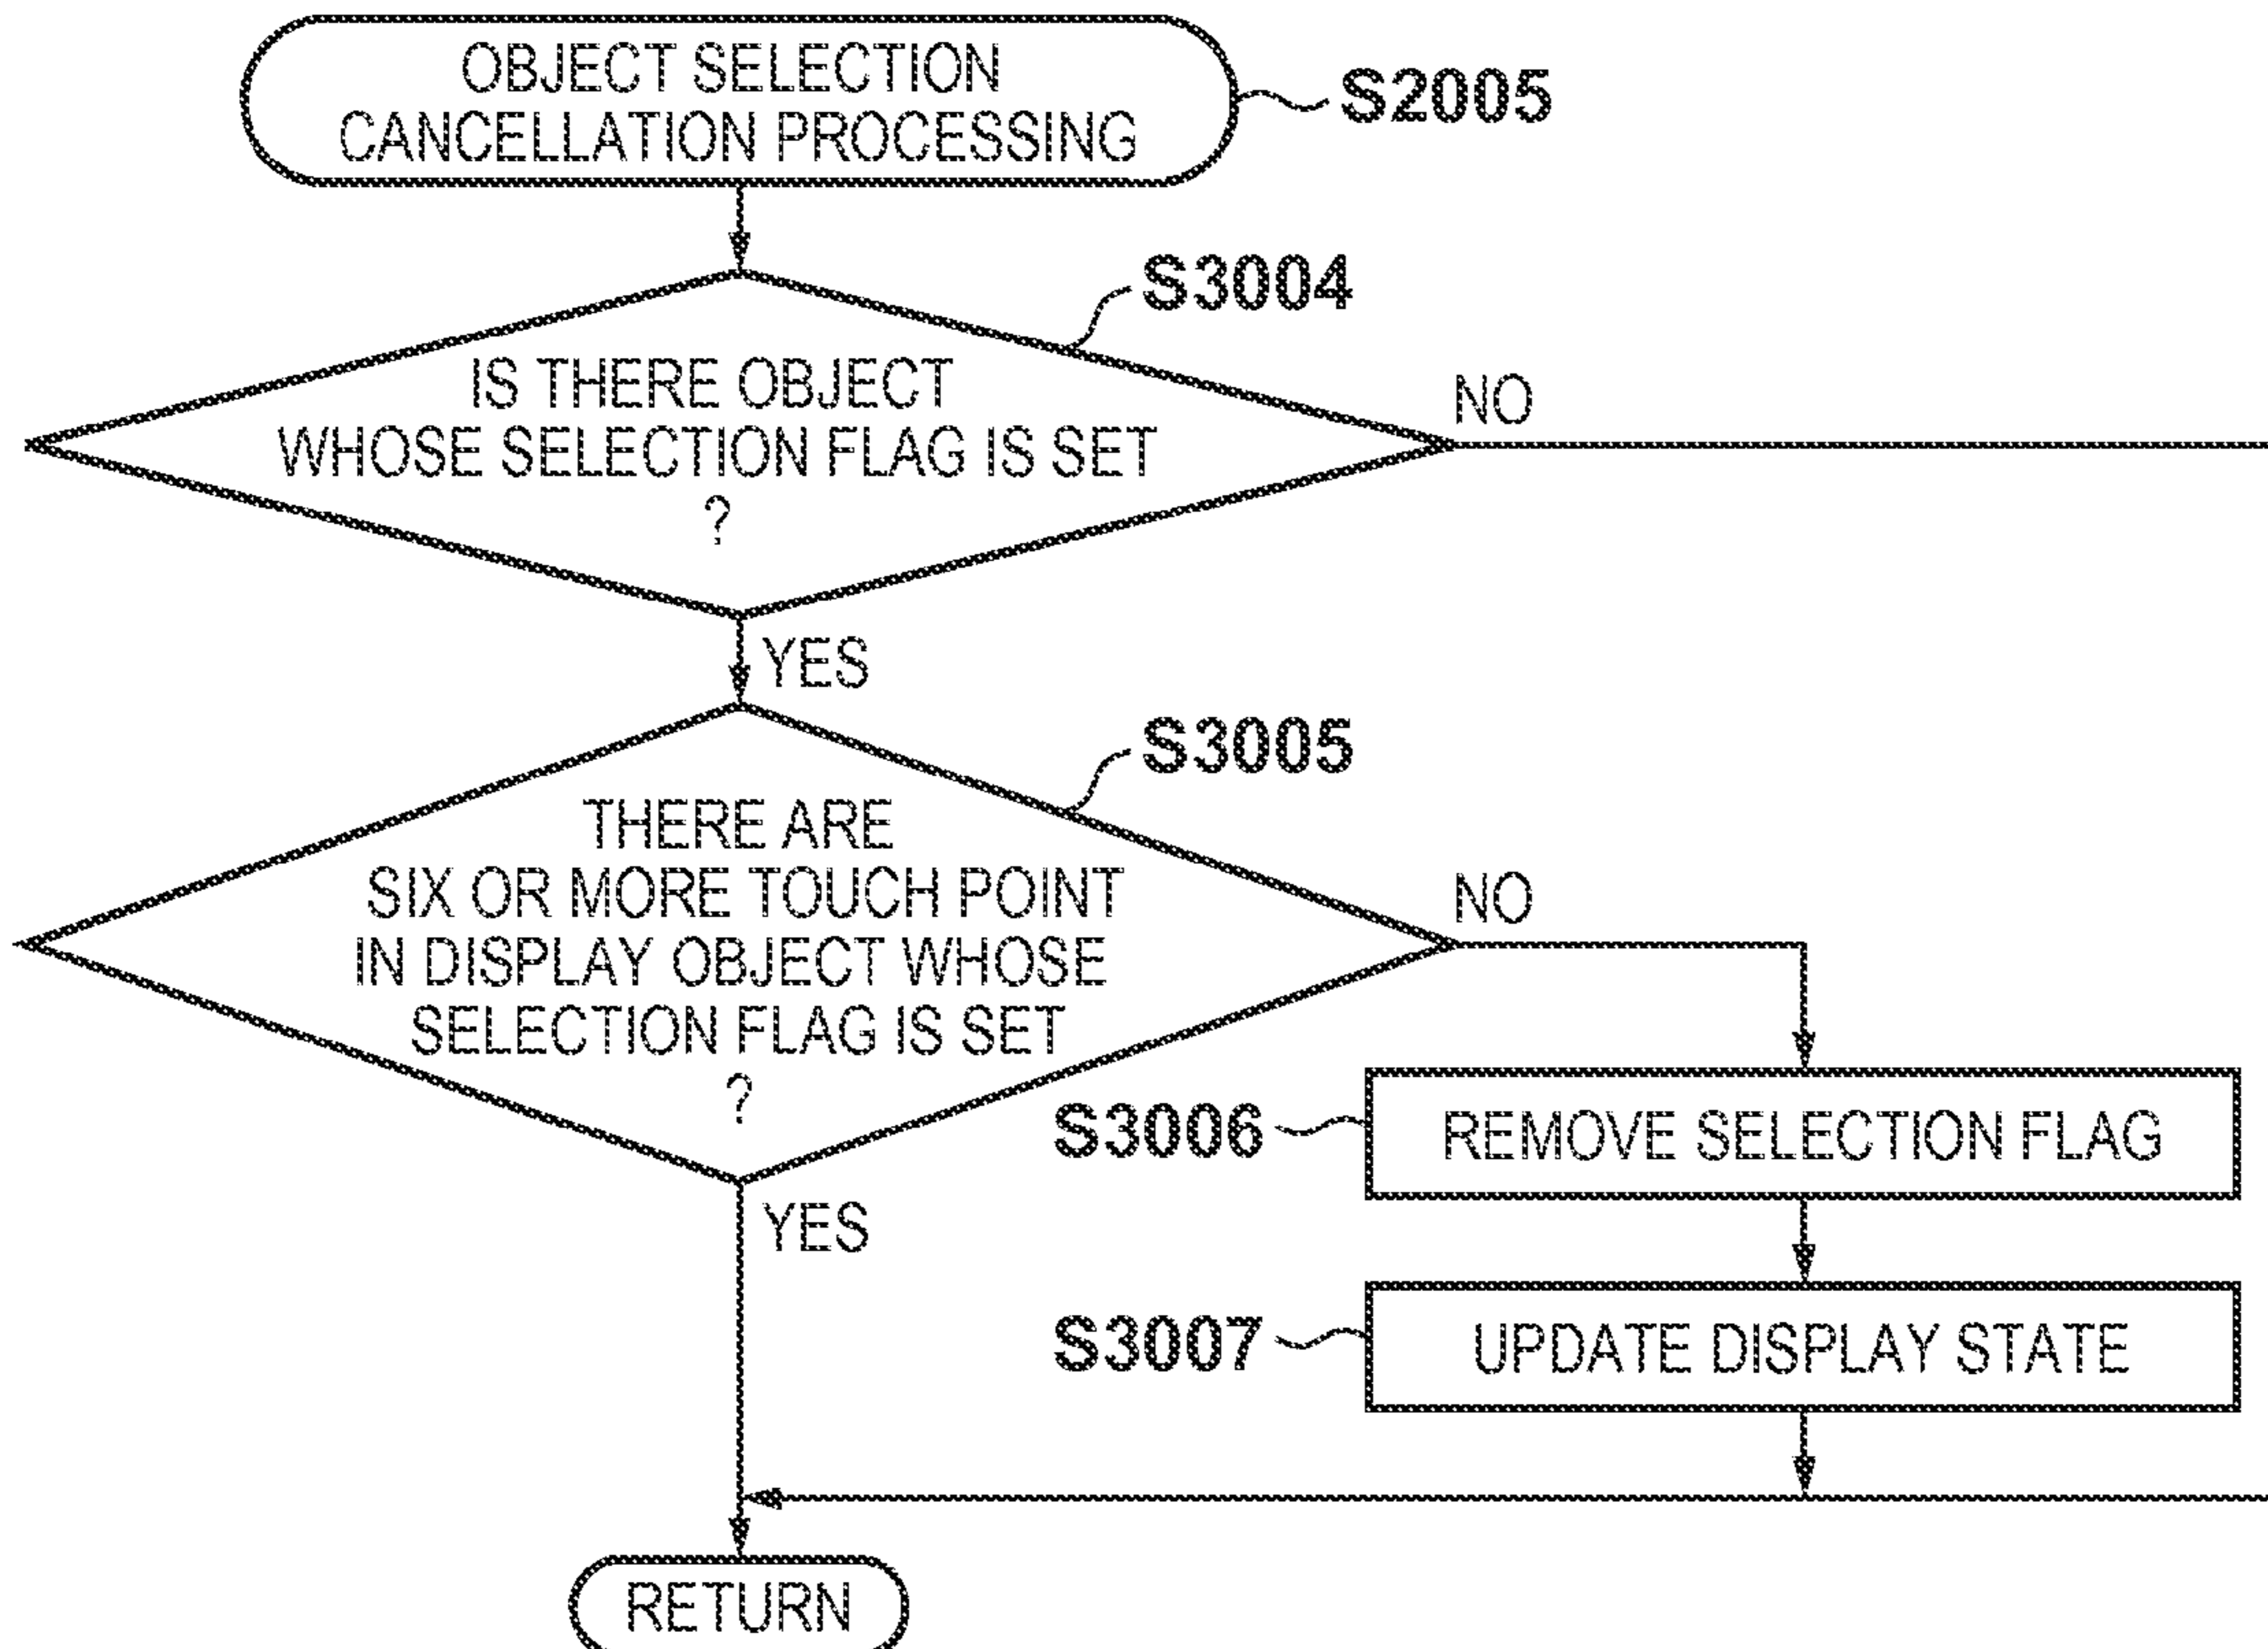 OBJECT SELECTION
CANCELLATION PROCESSING
S2005
S3004
IS THERE OBJECT
WHOSE SELECTION FLAG IS SET
?
NO
YES
S3005
THERE ARE
SIX OR MORE TOUCH POINT
IN DISPLAY OBJECT WHOSE
SELECTION FLAG IS SET
?
NO
YES
S3006
REMOVE SELECTION FLAG
S3007
UPDATE DISPLAY STATE
RETURN